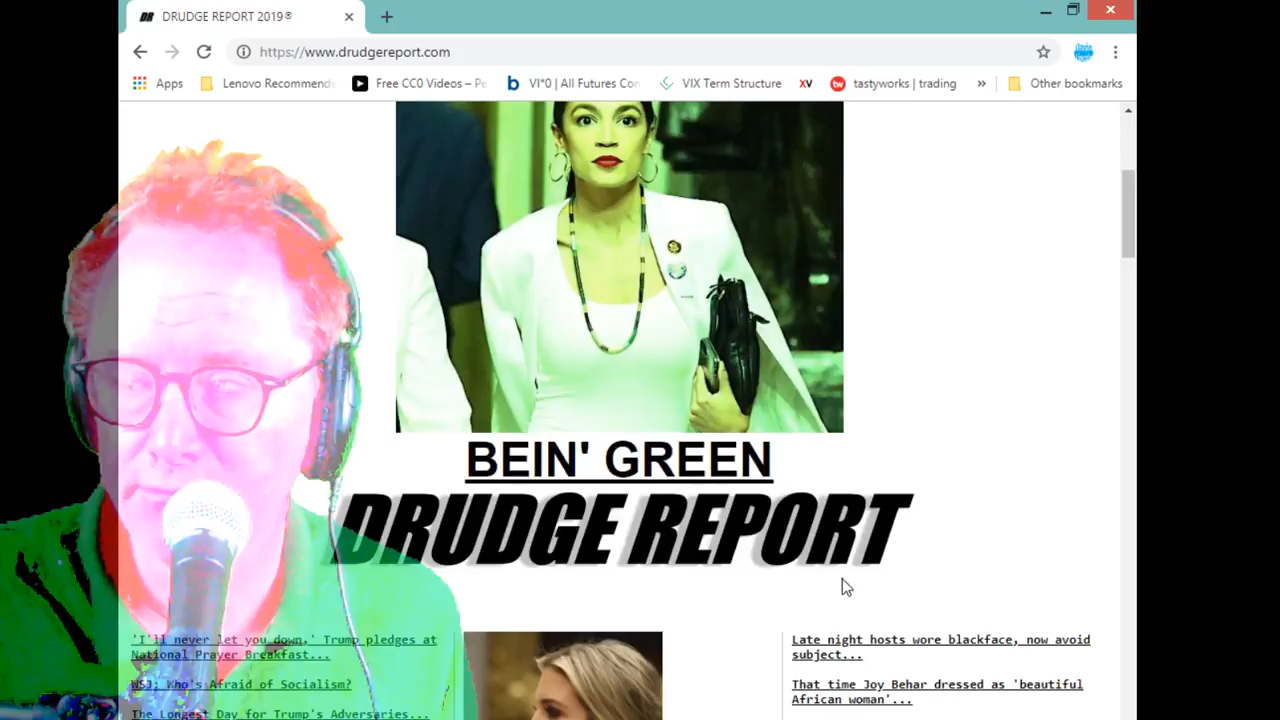 DR DRUDGE REPORT 2019®
https://www.drudgereport.com
Apps Lenovo Recommend Free CC0 Videos – Pe VI*0 | All Futures Con VIX Term Structure XV tw tastyworks | trading » Other bookmarks
BEIN' GREEN
DRUDGE REPORT
'I'll never let you down,' Trump pledges at
National Prayer Breakfast...
WSJ: Who's Afraid of Socialism?
The Longest Day for Trump's Adversaries...
Late night hosts wore blackface, now avoid
subject...
That time Joy Behar dressed as 'beautiful
African woman'...